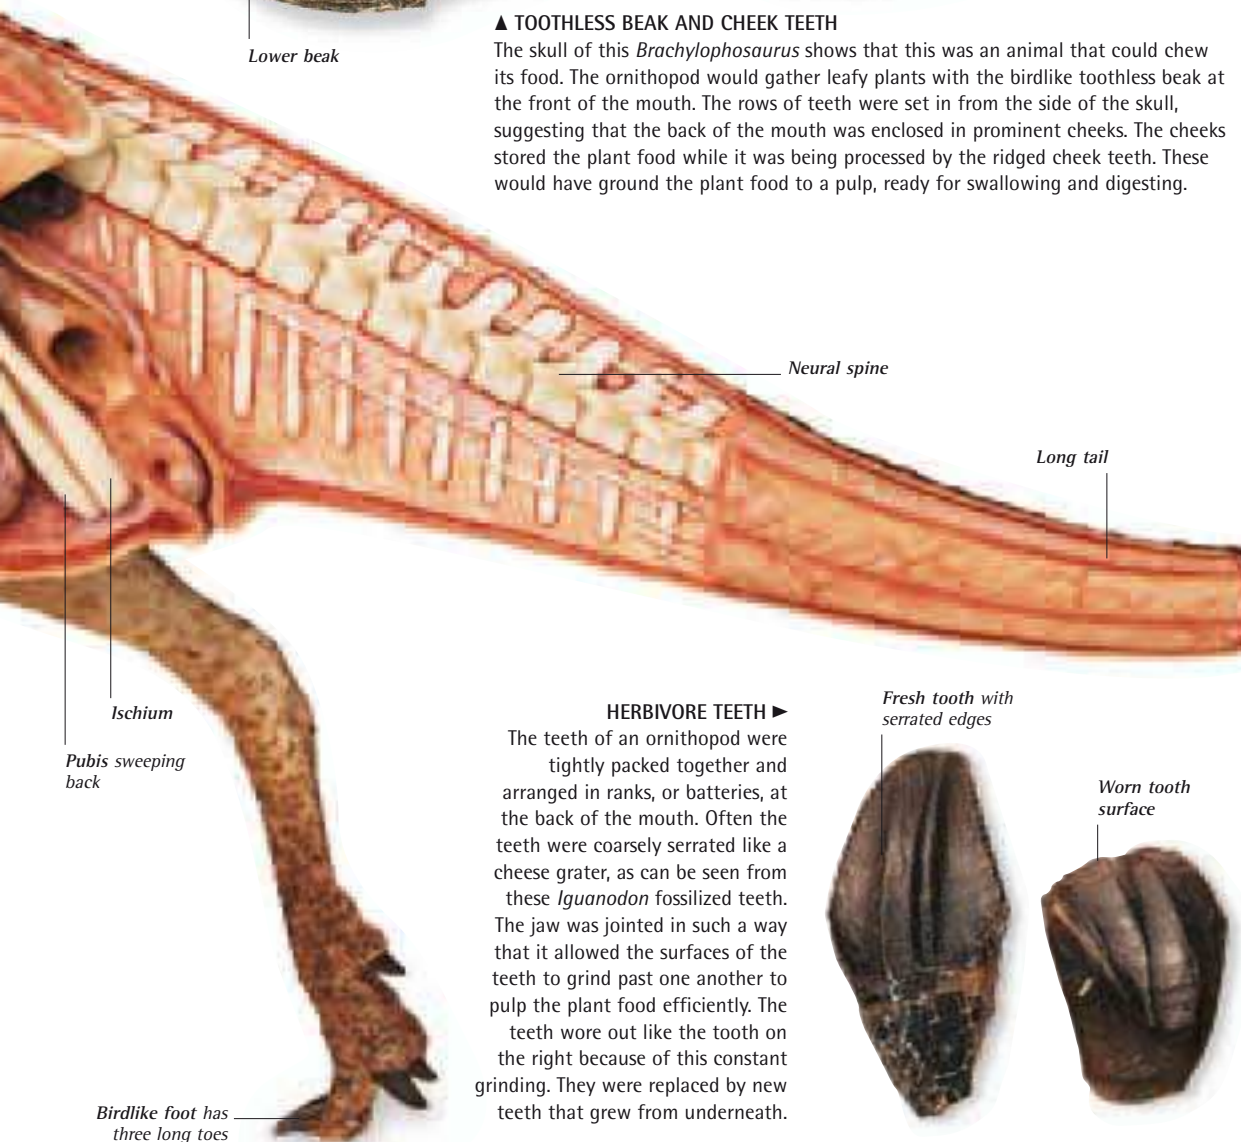 Lower beak
▲ TOOTHLESS BEAK AND CHEEK TEETH
The skull of this Brachylophosaurus shows that this was an animal that could chew
its food. The ornithopod would gather leafy plants with the birdlike toothless beak at
the front of the mouth. The rows of teeth were set in from the side of the skull,
suggesting that the back of the mouth was enclosed in prominent cheeks. The cheeks
stored the plant food while it was being processed by the ridged cheek teeth. These
would have ground the plant food to a pulp, ready for swallowing and digesting.
Neural spine
Long tail
Ischium
Pubis sweeping
back
HERBIVORE TEETH ►
The teeth of an ornithopod were
tightly packed together and
arranged in ranks, or batteries, at
the back of the mouth. Often the
teeth were coarsely serrated like a
cheese grater, as can be seen from
these Iguanodon fossilized teeth.
The jaw was jointed in such a way
that it allowed the surfaces of the
teeth to grind past one another to
pulp the plant food efficiently. The
teeth wore out like the tooth on
the right because of this constant
grinding. They were replaced by new
teeth that grew from underneath.
Fresh tooth with
serrated edges
Worn tooth
surface
Birdlike foot has
three long toes